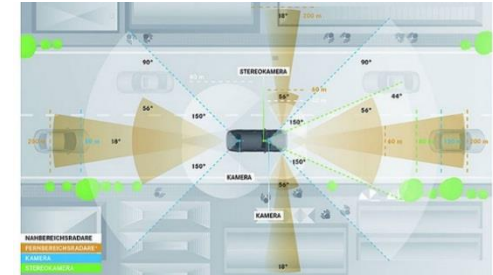 18°
200 m
90°
90°
STEREOKAMERA
60 m
44°
56°
56°
56°
150°
150°
18°
150°
150°
KAMERA
56°
KAMERA
18°
NAHBEREICHSRADARE
FERNBEREICHSRADARE*
KAMERA
STEREOKAMERA